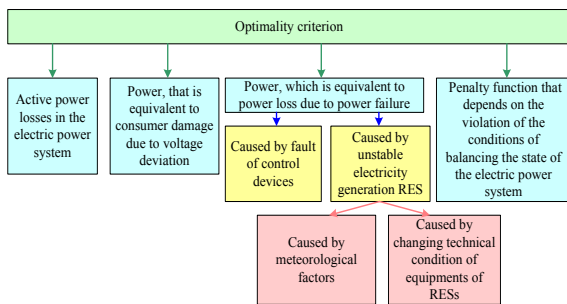 Optimality criterion
Active power
losses in the
electric power
system
Power, that is
equivalent to
consumer damage
due to voltage
deviation
Power, which is equivalent to
power loss due to power failure
Penalty function that
depends on the
violation of the
conditions of
balancing the state of
the electric power
system
Caused by fault
of control
devices
Caused by
unstable
electricity
generation RES
Caused by
meteorological
factors
Caused by
changing technical
condition of
equipments of
RESs